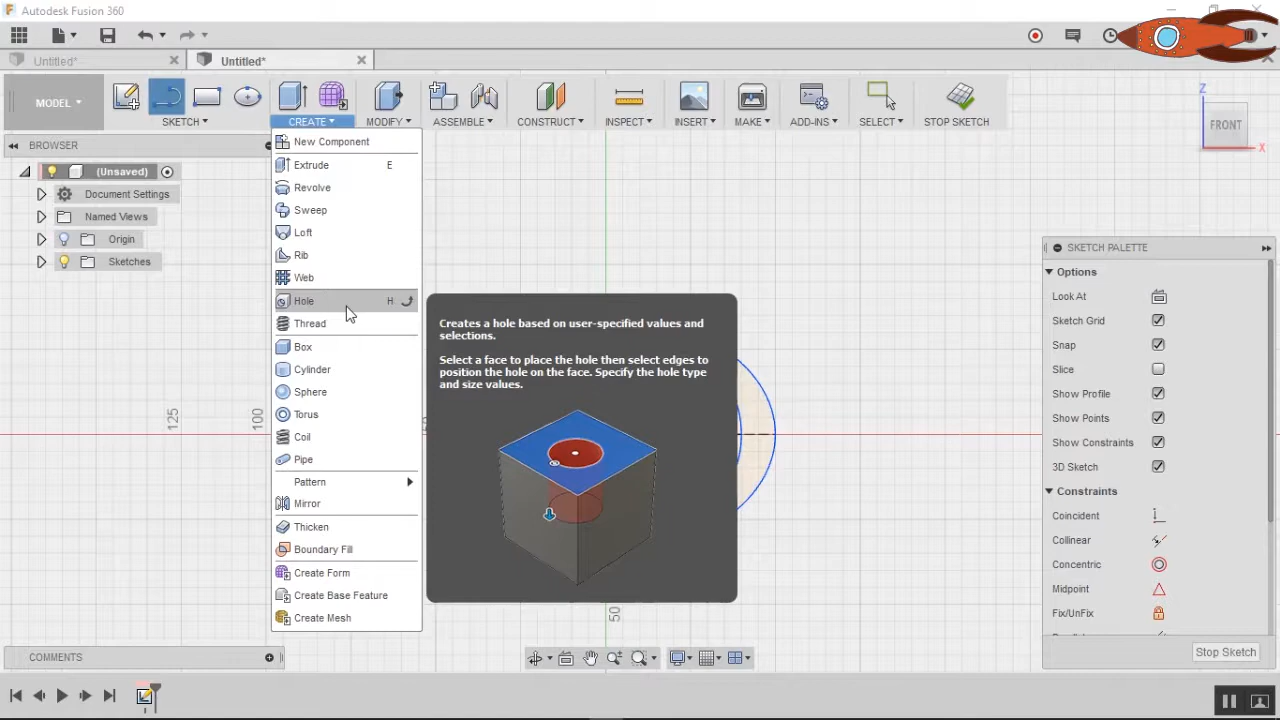 Autodesk Fusion 360
Untitled*
Untitled*
MODEL
SKETCH
CREATE
MODIFY
ASSEMBLE
CONSTRUCT
INSPECT
INSERT
MAKE
ADD-INS
SELECT
STOP SKETCH
BROWSER
(Unsaved)
Document Settings
Named Views
Origin
Sketches
New Component
Extrude E
Revolve
Sweep
Loft
Rib
Web
Hole H
Thread
Box
Cylinder
Sphere
Torus
Coil
Pipe
Pattern
Mirror
Thicken
Boundary Fill
Create Form
Create Base Feature
Create Mesh
Creates a hole based on user-specified values and
selections.
Select a face to place the hole then select edges to
position the hole on the face. Specify the hole type
and size values.
125
100
50
Z
FRONT
X
SKETCH PALETTE
Options
Look At
Sketch Grid
Snap
Slice
Show Profile
Show Points
Show Constraints
3D Sketch
Constraints
Coincident
Collinear
Concentric
Midpoint
Fix/UnFix
Stop Sketch
COMMENTS